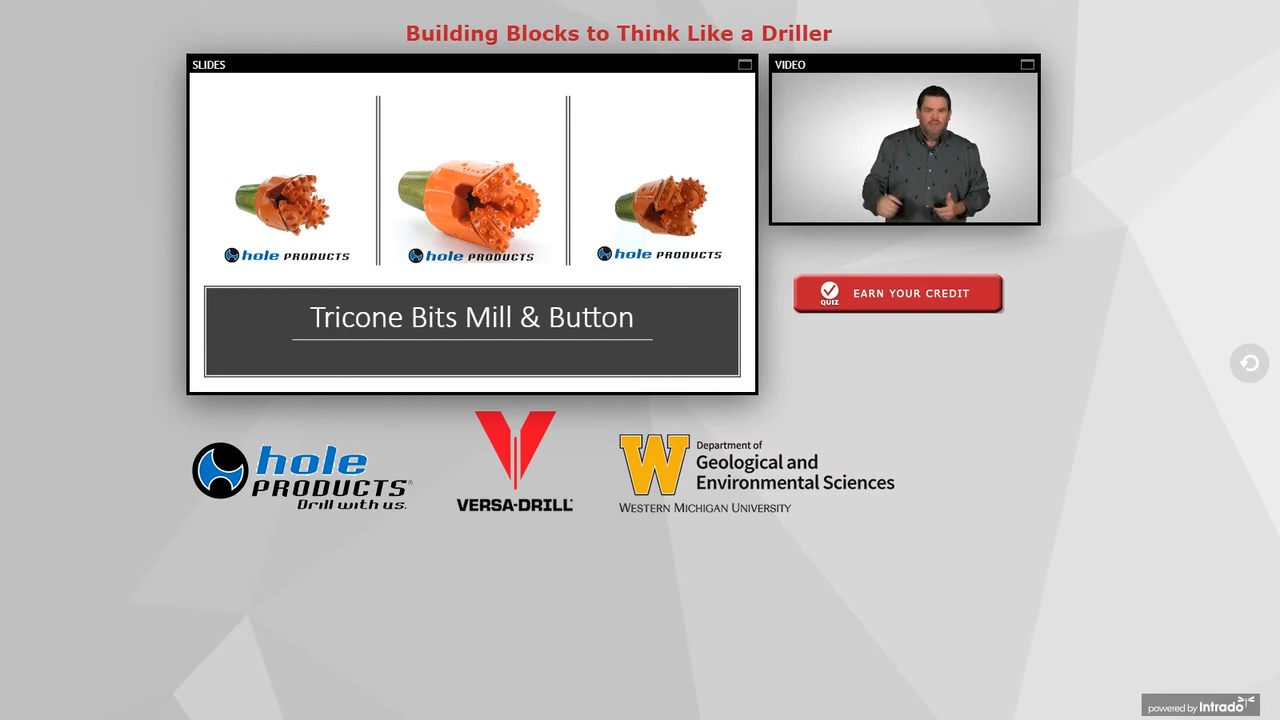 Building Blocks to Think Like a Driller
SLIDES
hole PRODUCTS
hole PRODUCTS
hole PRODUCTS
Tricone Bits Mill & Button
VIDEO
QUIZ
EARN YOUR CREDIT
hole
PRODUCTS®
Drill with us.
VERSA-DRILL
W
Department of
Geological and
Environmental Sciences
WESTERN MICHIGAN UNIVERSITY
powered by intrado